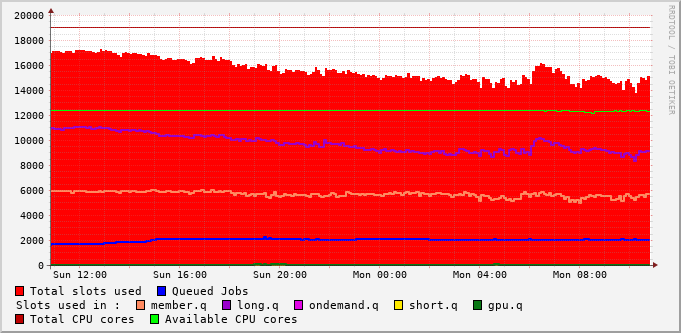 20000
18000
16000
14000
12000
10000
8000
6000
4000
2000
0
Sun 12:00 Sun 16:00 Sun 20:00 Mon 00:00 Mon 04:00 Mon 08:00
RRDTOOL / TOBI OETIKER
Total slots used Queued Jobs
Slots used in : member.q long.q ondemand.q short.q gpu.q
Total CPU cores Available CPU cores